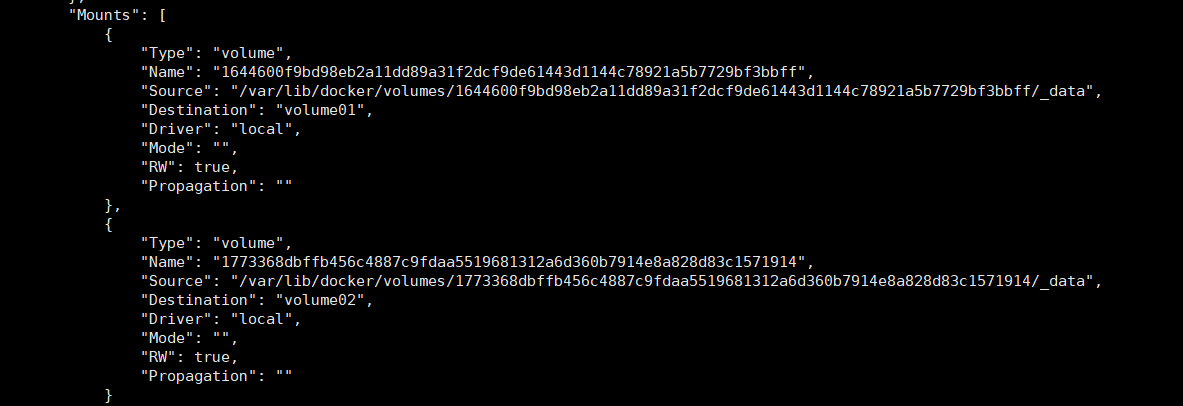 },
"Mounts": [
{
"Type": "volume",
"Name": "1644600f9bd98eb2a11dd89a31f2dcf9de61443d1144c78921a5b7729bf3bbff",
"Source": "/var/lib/docker/volumes/1644600f9bd98eb2a11dd89a31f2dcf9de61443d1144c78921a5b7729bf3bbff/_data",
"Destination": "volume01",
"Driver": "local",
"Mode": "",
"RW": true,
"Propagation": ""
},
{
"Type": "volume",
"Name": "1773368dbffb456c4887c9fdaa5519681312a6d360b7914e8a828d83c1571914",
"Source": "/var/lib/docker/volumes/1773368dbffb456c4887c9fdaa5519681312a6d360b7914e8a828d83c1571914/_data",
"Destination": "volume02",
"Driver": "local",
"Mode": "",
"RW": true,
"Propagation": ""
}